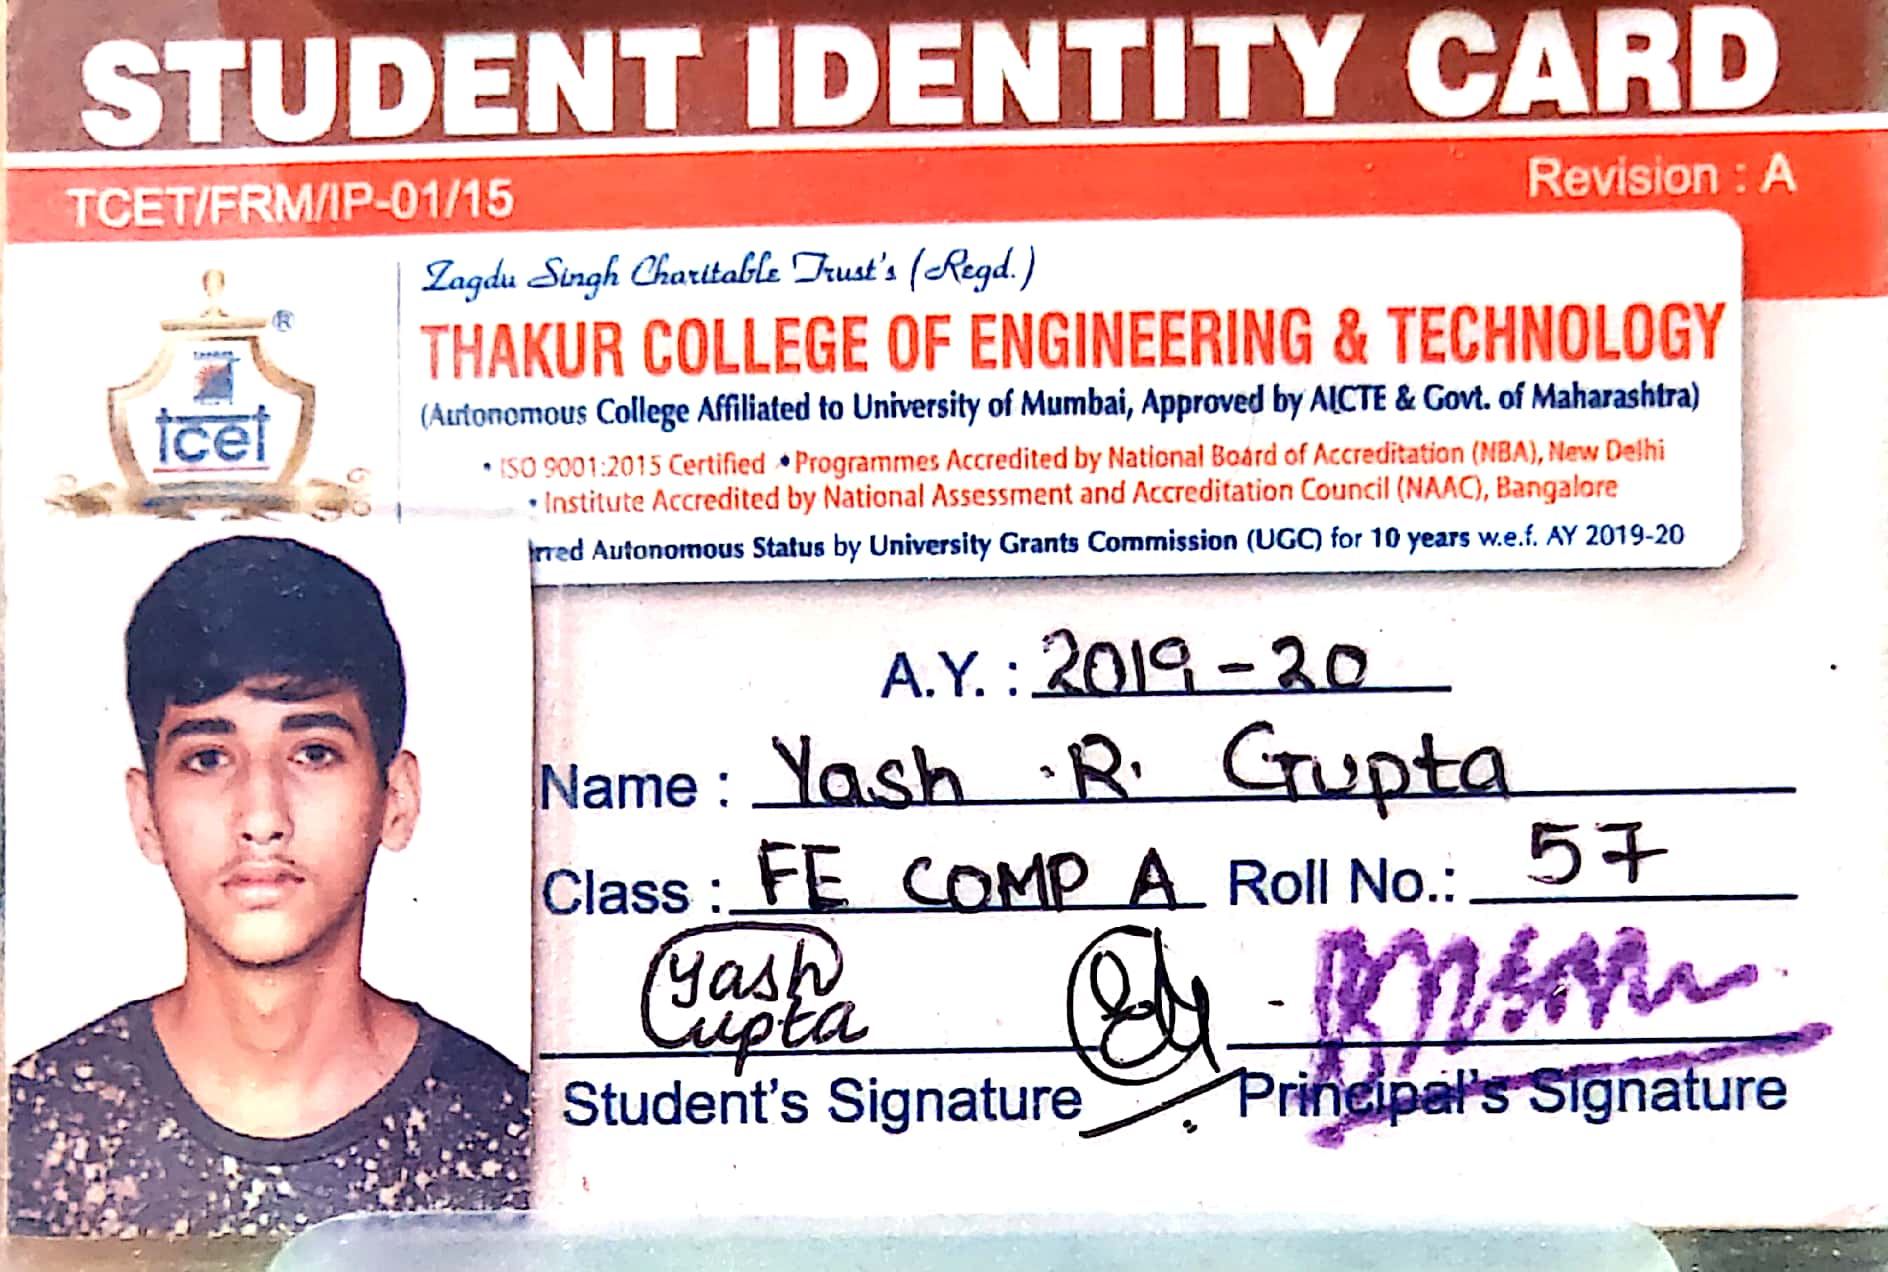 STUDENT IDENTITY CARD
TCET/FRM/IP-01/15 Revision : A
Zagdu Singh Charitable Trust's (Regd.)
THAKUR COLLEGE OF ENGINEERING & TECHNOLOGY
(Autonomous College Affiliated to University of Mumbai, Approved by AICTE & Govt. of Maharashtra)
• ISO 9001:2015 Certified • Programmes Accredited by National Board of Accreditation (NBA), New Delhi
• Institute Accredited by National Assessment and Accreditation Council (NAAC), Bangalore
Autonomous Status by University Grants Commission (UGC) for 10 years w.e.f. AY 2019-20
®
tcet
A.Y. : 2019-20
Name : Yash .R. Gupta
Class : FE COMP A Roll No.: 57
Yash
Gupta
Student's Signature Principal's Signature